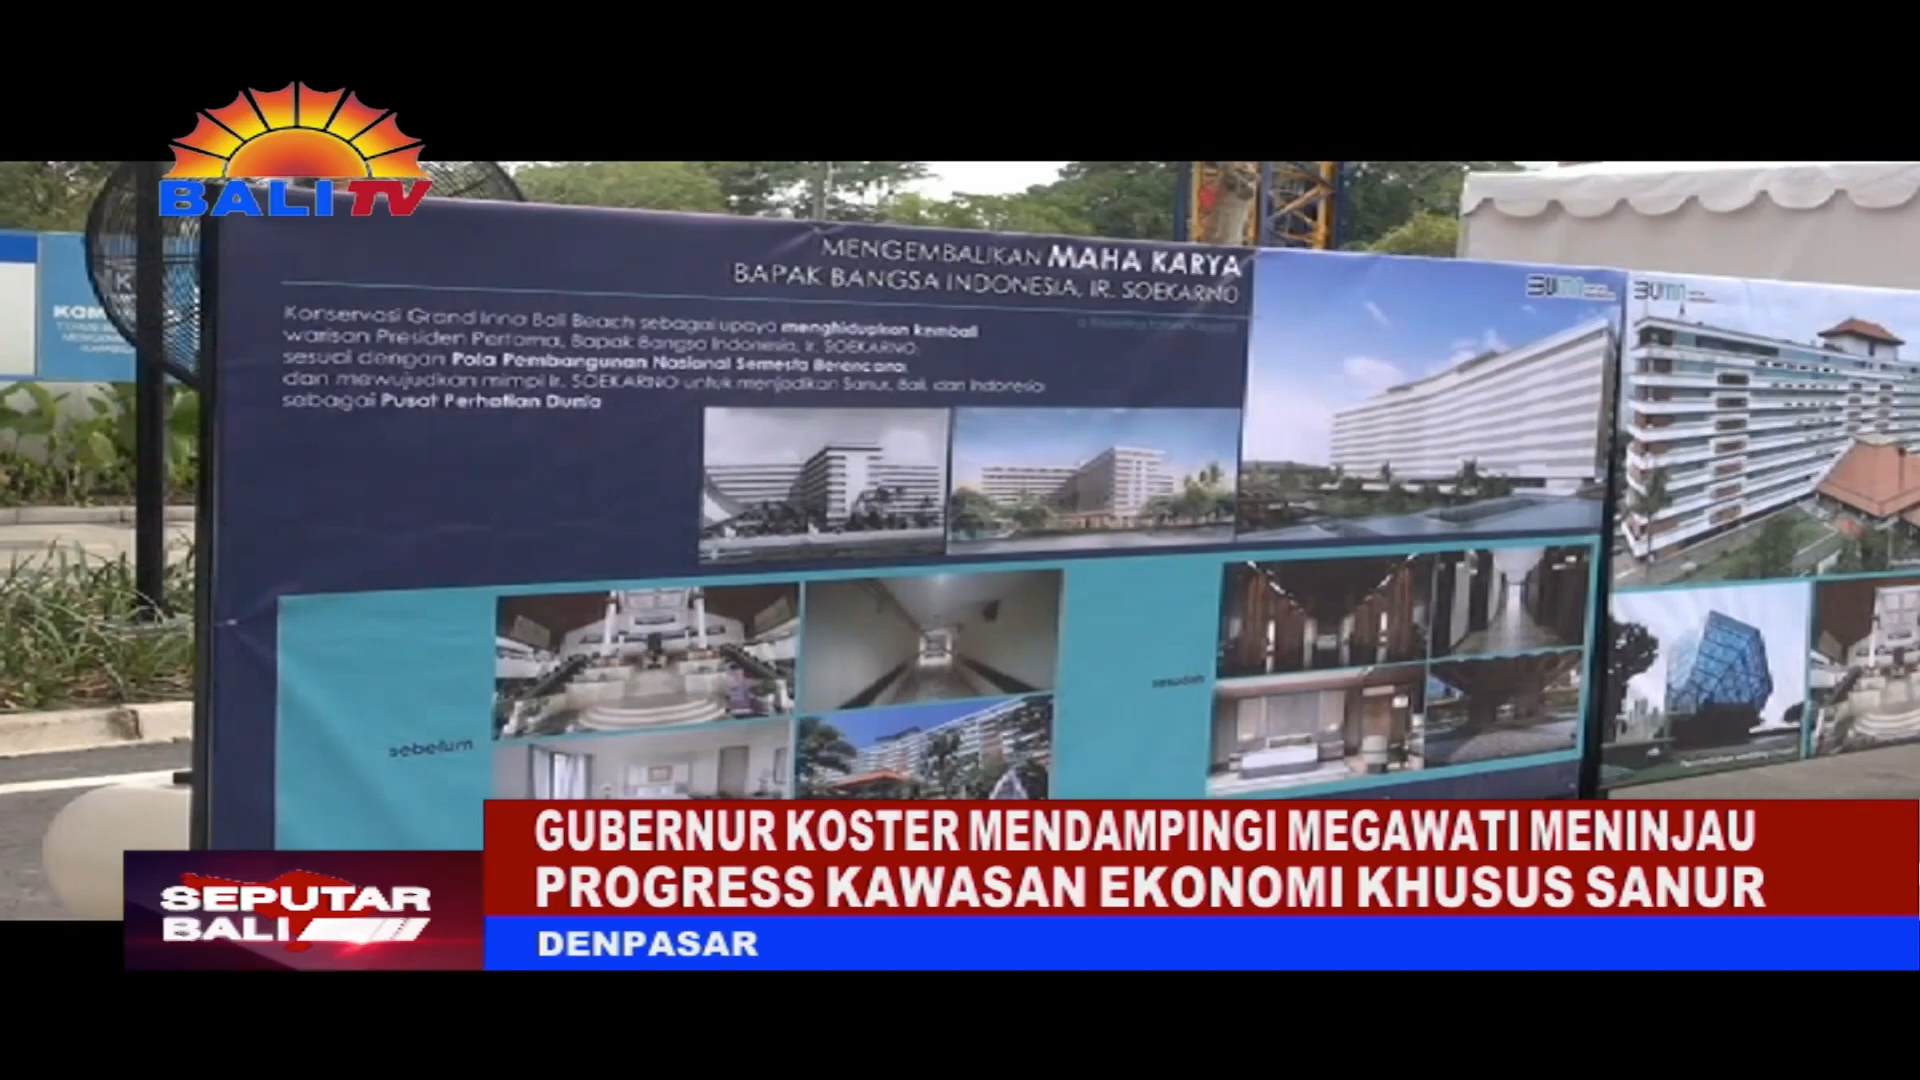 BALI TV
MENGEMBALIKAN MAHA KARYA
BAPAK BANGSA INDONESIA, IR. SOEKARNO
Konservasi Grand Inna Bali Beach sebagai upaya menghidupkan kembali
warisan Presiden Pertama, Bapak Bangsa Indonesia, Ir. SOEKARNO,
sesuai dengan Pola Pembangunan Nasional Semesta Berencana
dan mewujudkan mimpi Ir. SOEKARNO untuk menjadikan Sanur, Bali, dan Indonesia
sebagai Pusat Perhatian Dunia
sebelum
sesudah
GUBERNUR KOSTER MENDAMPINGI MEGAWATI MENINJAU
PROGRESS KAWASAN EKONOMI KHUSUS SANUR
SEPUTAR
BALI
DENPASAR